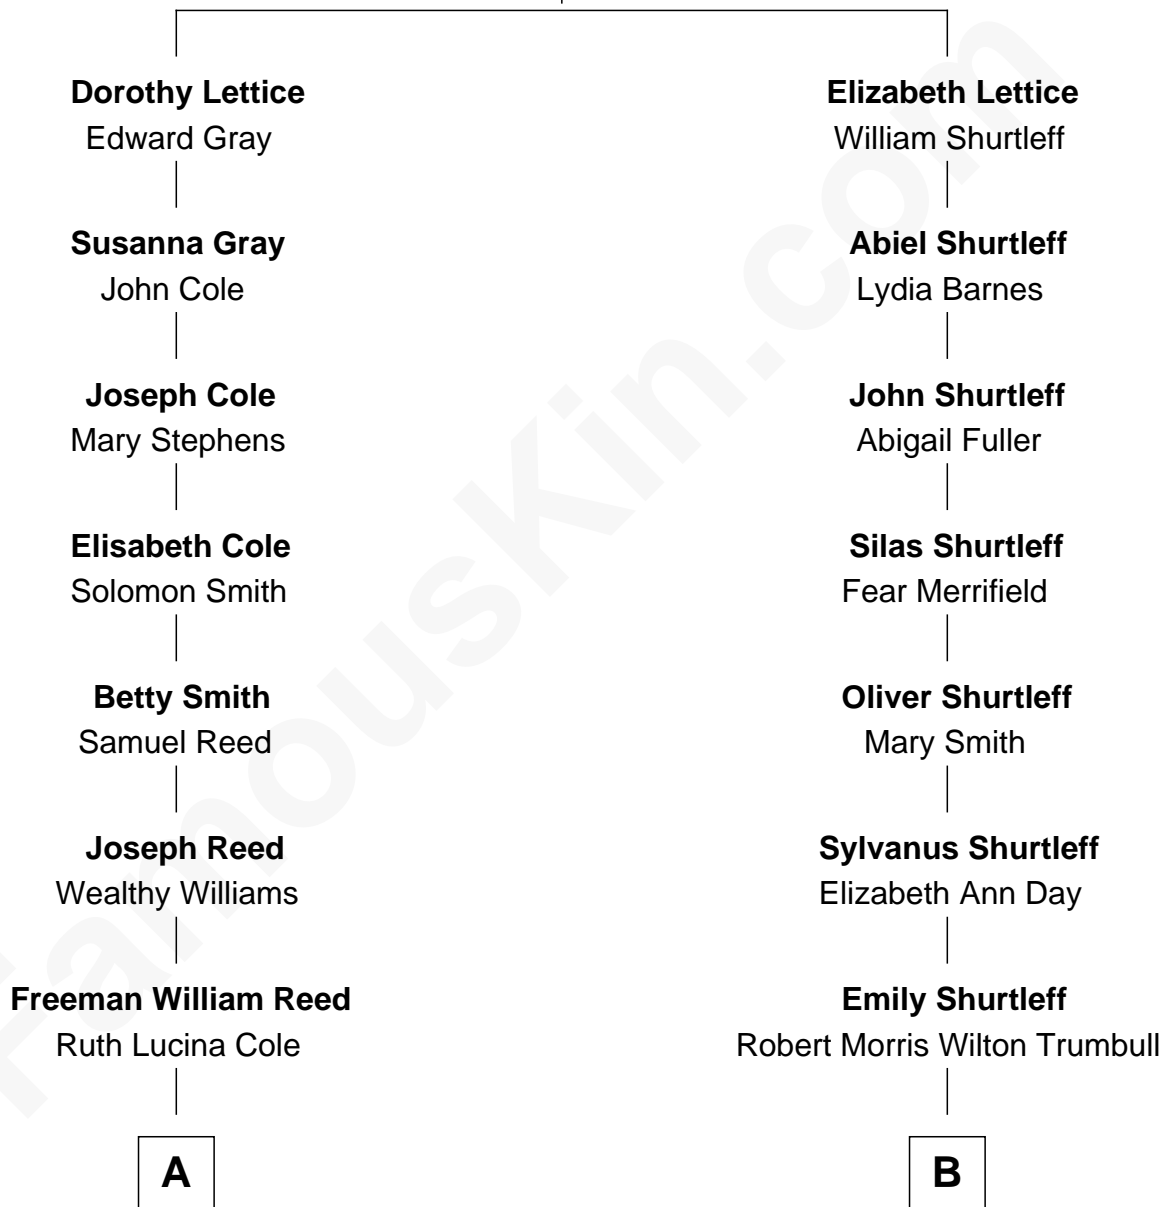 Dorothy Lettice
Edward Gray
Susanna Gray
John Cole
Joseph Cole
Mary Stephens
Elisabeth Cole
Solomon Smith
Betty Smith
Samuel Reed
Joseph Reed
Wealthy Williams
Freeman William Reed
Ruth Lucina Cole
A
Elizabeth Lettice
William Shurtleff
Abiel Shurtleff
Lydia Barnes
John Shurtleff
Abigail Fuller
Silas Shurtleff
Fear Merrifield
Oliver Shurtleff
Mary Smith
Sylvanus Shurtleff
Elizabeth Ann Day
Emily Shurtleff
Robert Morris Wilton Trumbull
B
FamousKin.com